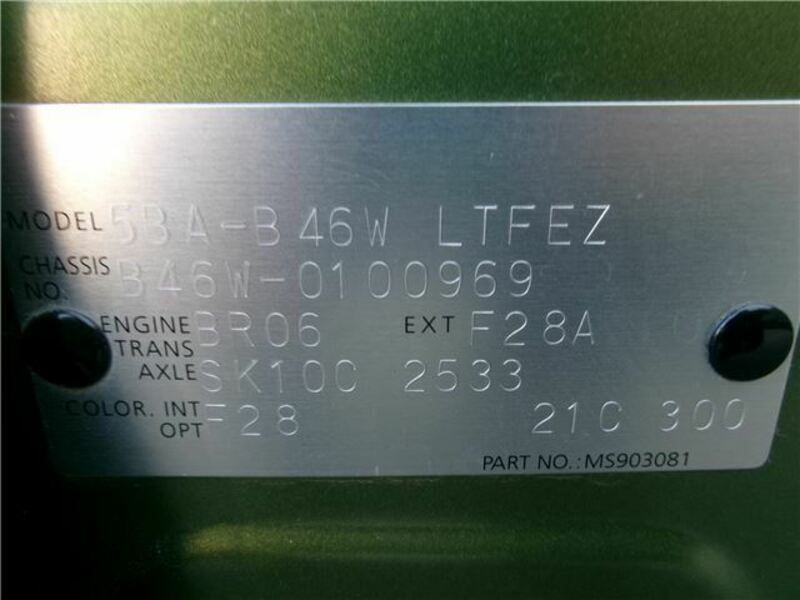 MODEL 5BA-B46W LTFEZ
CHASSIS NO. B46W-0100969
ENGINE BR06 EXT F28A
TRANS AXLE SK10C 2533
COLOR. INT OPT F28 21C 300
PART NO.: MS903081